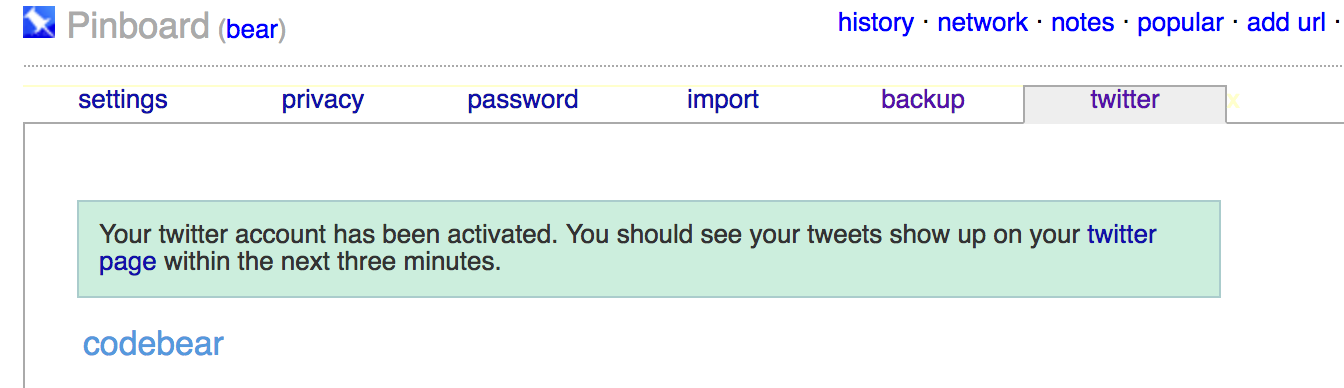 Pinboard (bear)
history · network · notes · popular · add url ·
settings privacy password import backup twitter x
Your twitter account has been activated. You should see your tweets show up on your twitter
page within the next three minutes.
codebear